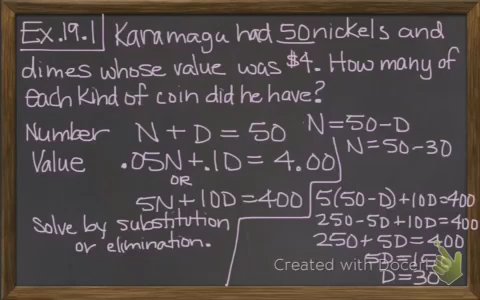 Ex.19.1 Karamagu had 50 nickels and
dimes whose value was $4. How many of
each kind of coin did he have?
Number N + D = 50
N = 50 - D
N = 50 - 30
Value .05N + .1D = 4.00
OR
5N + 10D = 400
Solve by substitution
or elimination.
5(50 - D) + 10D = 400
250 - 5D + 10D = 400
250 + 5D = 400
5D = 150
D = 30
Created with